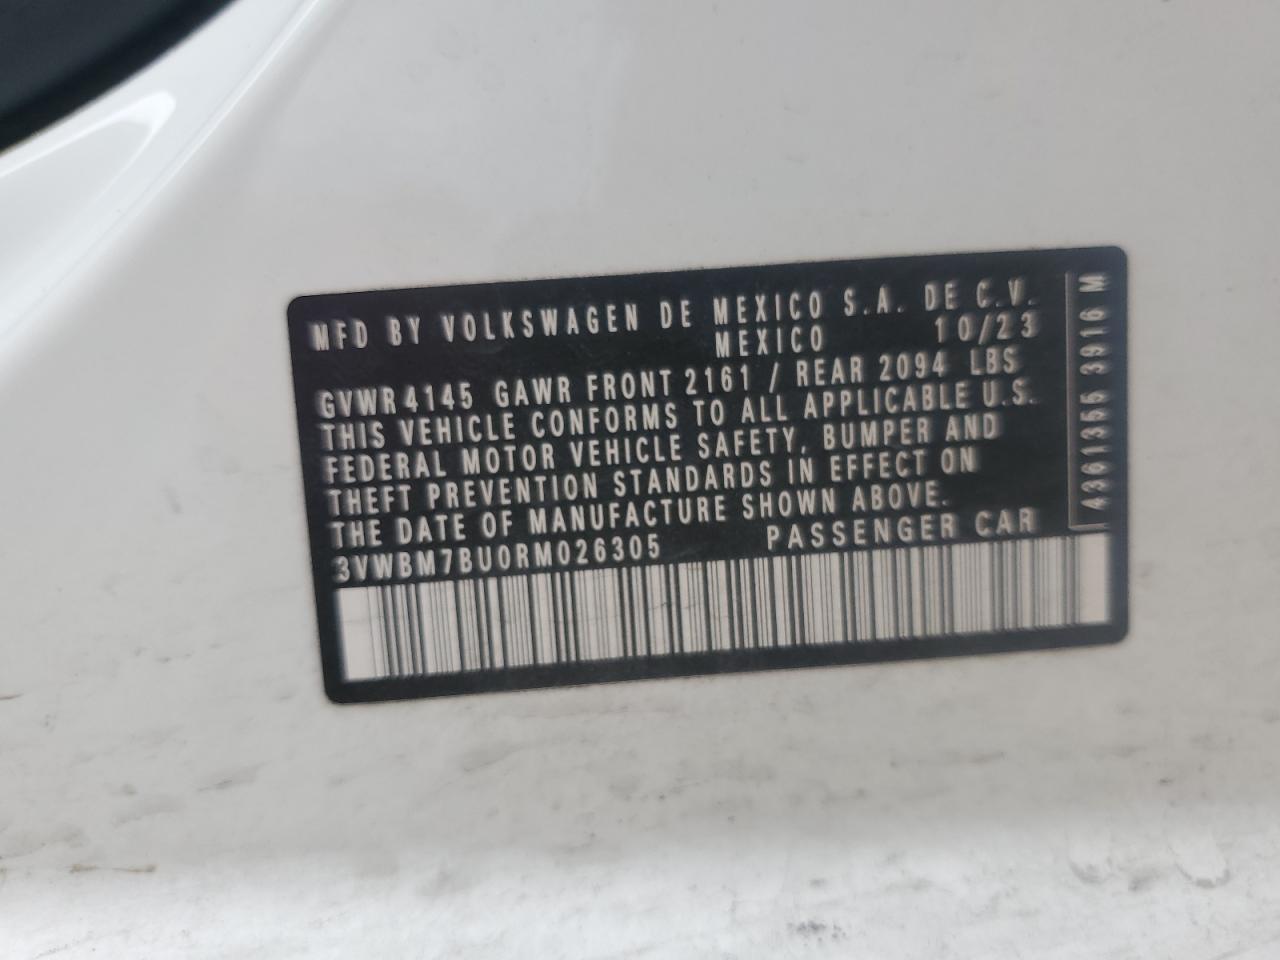 MFD BY VOLKSWAGEN DE MEXICO S.A. DE C.V.
MEXICO 10/23
GVWR 4145 GAWR FRONT 2161 / REAR 2094 LBS
THIS VEHICLE CONFORMS TO ALL APPLICABLE U.S.
FEDERAL MOTOR VEHICLE SAFETY, BUMPER AND
THEFT PREVENTION STANDARDS IN EFFECT ON
THE DATE OF MANUFACTURE SHOWN ABOVE.
3VWBM7BU0RM026305 PASSENGER CAR
4361355 3916 M